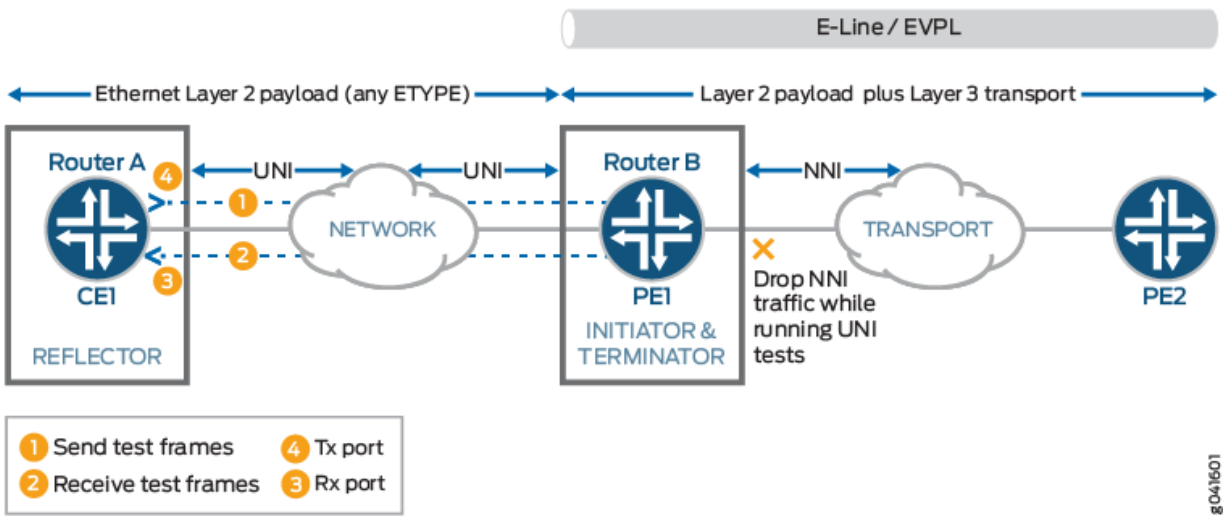 E-Line / EVPL
Ethernet Layer 2 payload (any ETYPE)
Layer 2 payload plus Layer 3 transport
Router A
4
UNI
UNI
Router B
NNI
1
NETWORK
TRANSPORT
2
3
CE1
PE1
PE2
Drop NNI
traffic while
running UNI
tests
REFLECTOR
INITIATOR &
TERMINATOR
1 Send test frames
4 Tx port
2 Receive test frames
3 Rx port
g041601